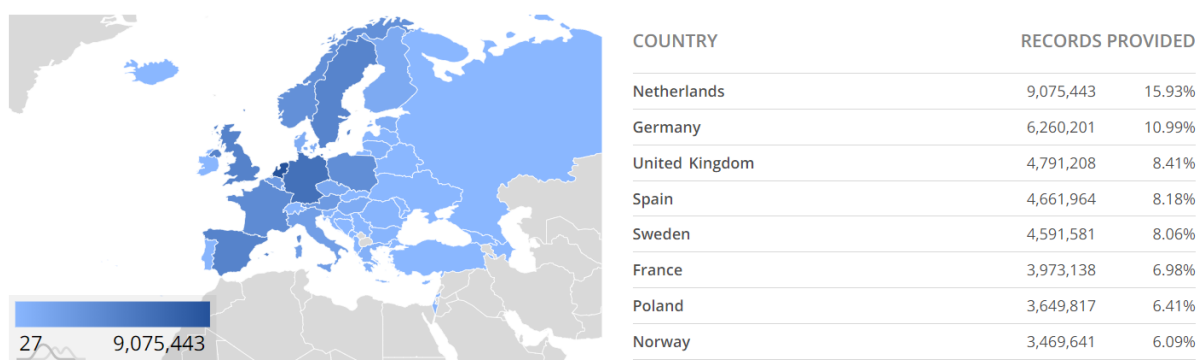 COUNTRY RECORDS PROVIDED
Netherlands 9,075,443 15.93%
Germany 6,260,201 10.99%
United Kingdom 4,791,208 8.41%
Spain 4,661,964 8.18%
Sweden 4,591,581 8.06%
France 3,973,138 6.98%
Poland 3,649,817 6.41%
Norway 3,469,641 6.09%
27 9,075,443